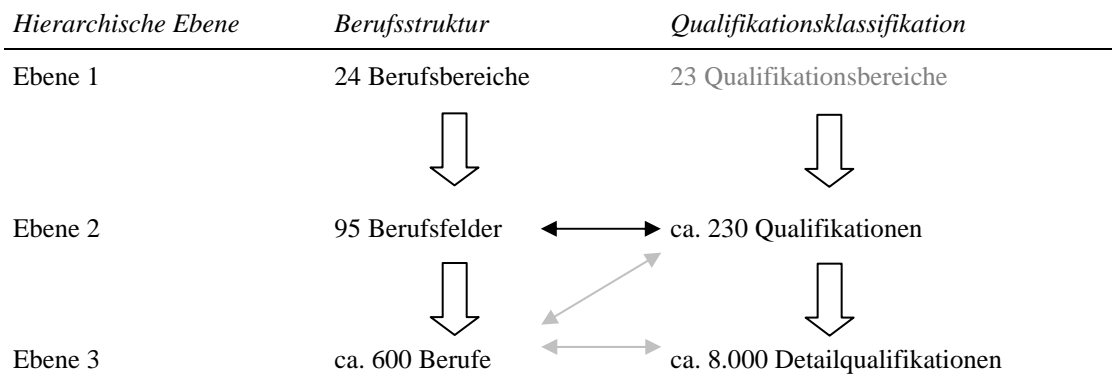 Hierarchische Ebene Berufsstruktur Qualifikationsklassifikation
Ebene 1 24 Berufsbereiche 23 Qualifikationsbereiche
Ebene 2 95 Berufsfelder ca. 230 Qualifikationen
Ebene 3 ca. 600 Berufe ca. 8.000 Detailqualifikationen